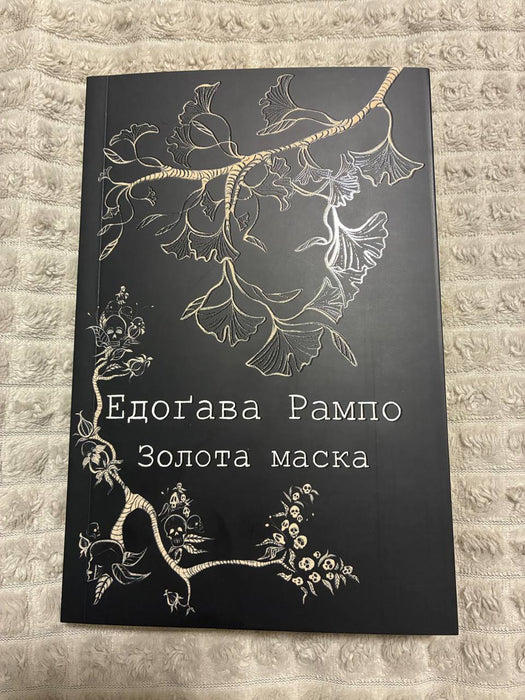 Едоґава Рампо
Золота маска